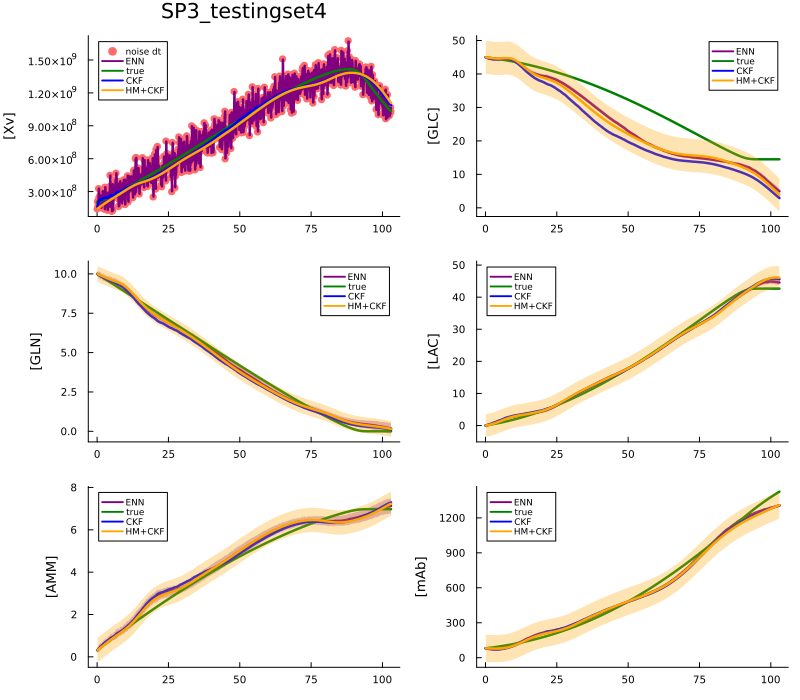 SP3_testingset4
[Xv]
1.50×10⁹
1.20×10⁹
9.00×10⁸
6.00×10⁸
3.00×10⁸
noise dt
ENN
true
CKF
HM+CKF
0 25 50 75 100
[GLC]
50
40
30
20
10
0
ENN
true
CKF
HM+CKF
0 25 50 75 100
[GLN]
10.0
7.5
5.0
2.5
0.0
ENN
true
CKF
HM+CKF
0 25 50 75 100
[LAC]
50
40
30
20
10
0
ENN
true
CKF
HM+CKF
0 25 50 75 100
[AMM]
8
6
4
2
0
ENN
true
CKF
HM+CKF
0 25 50 75 100
[mAb]
1200
900
600
300
0
ENN
true
CKF
HM+CKF
0 25 50 75 100